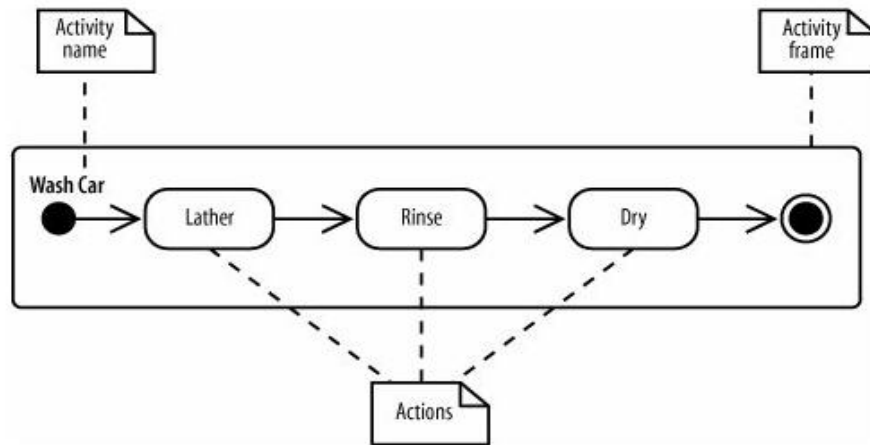 Activity
name
Activity
frame
Wash Car
Lather
Rinse
Dry
Actions